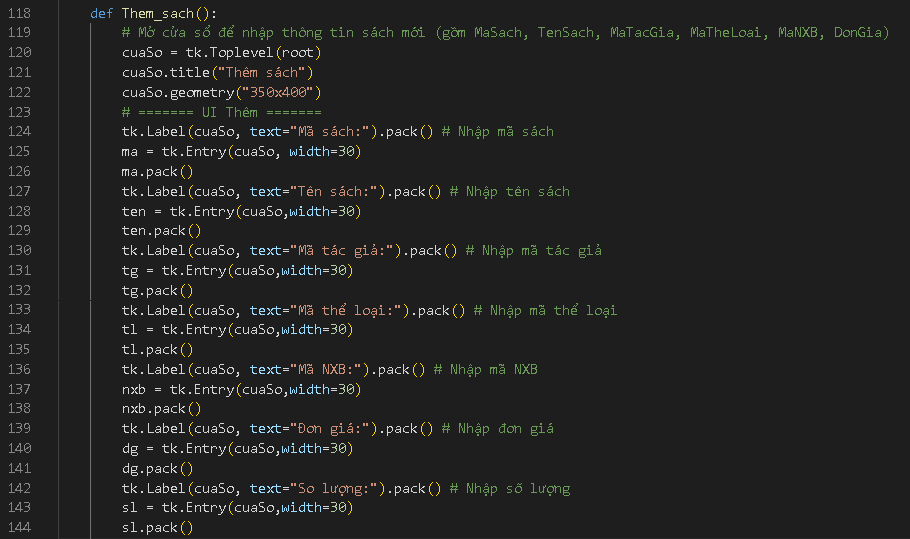 118 def Them_sach():
119 # Mở cửa sổ để nhập thông tin sách mới (gồm MaSach, TenSach, MaTacGia, MaTheLoai, MaNXB, DonGia)
120 cuaSo = tk.Toplevel(root)
121 cuaSo.title("Thêm sách")
122 cuaSo.geometry("350x400")
123 # ======= UI Thêm =======
124 tk.Label(cuaSo, text="Mã sách:").pack() # Nhập mã sách
125 ma = tk.Entry(cuaSo, width=30)
126 ma.pack()
127 tk.Label(cuaSo, text="Tên sách:").pack() # Nhập tên sách
128 ten = tk.Entry(cuaSo,width=30)
129 ten.pack()
130 tk.Label(cuaSo, text="Mã tác giả:").pack() # Nhập mã tác giả
131 tg = tk.Entry(cuaSo,width=30)
132 tg.pack()
133 tk.Label(cuaSo, text="Mã thể loại:").pack() # Nhập mã thể loại
134 tl = tk.Entry(cuaSo,width=30)
135 tl.pack()
136 tk.Label(cuaSo, text="Mã NXB:").pack() # Nhập mã NXB
137 nxb = tk.Entry(cuaSo,width=30)
138 nxb.pack()
139 tk.Label(cuaSo, text="Đơn giá:").pack() # Nhập đơn giá
140 dg = tk.Entry(cuaSo,width=30)
141 dg.pack()
142 tk.Label(cuaSo, text="So lượng:").pack() # Nhập số lượng
143 sl = tk.Entry(cuaSo,width=30)
144 sl.pack()